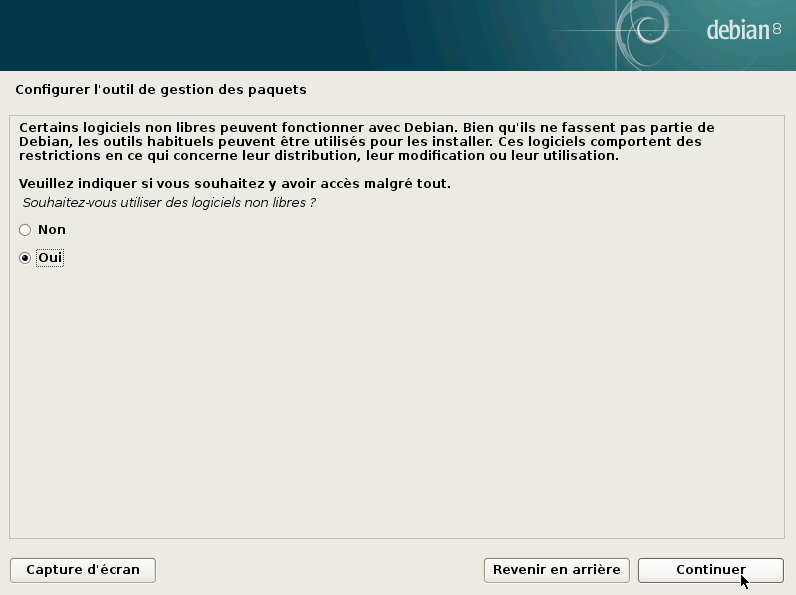 debian 8
Configurer l'outil de gestion des paquets
Certains logiciels non libres peuvent fonctionner avec Debian. Bien qu'ils ne fassent pas partie de
Debian, les outils habituels peuvent être utilisés pour les installer. Ces logiciels comportent des
restrictions en ce qui concerne leur distribution, leur modification ou leur utilisation.
Veuillez indiquer si vous souhaitez y avoir accès malgré tout.
Souhaitez-vous utiliser des logiciels non libres ?
Non
Oui
Capture d'écran
Revenir en arrière
Continuer